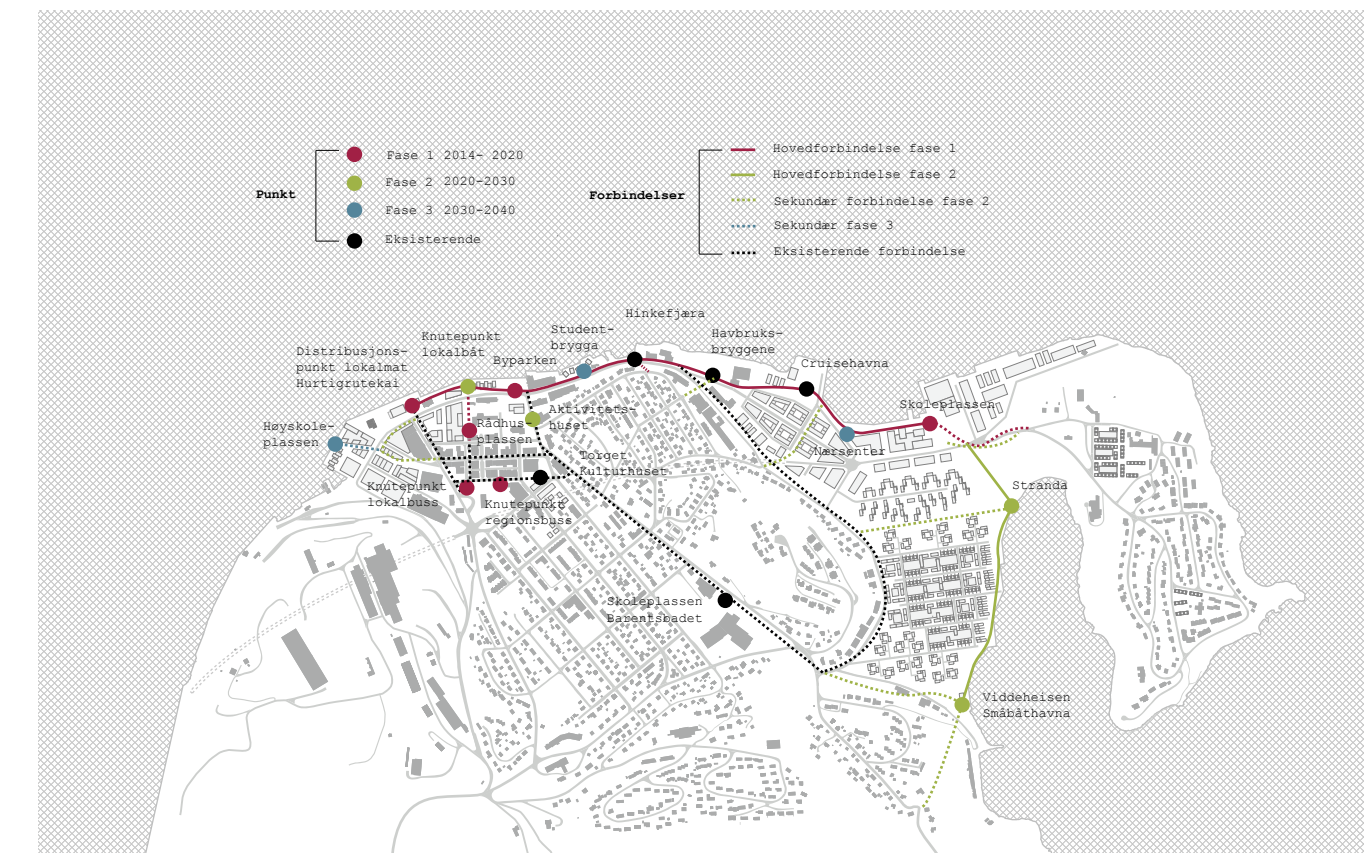 Punkt
Fase 1 2014- 2020
Fase 2 2020-2030
Fase 3 2030-2040
Eksisterende
Forbindelser
Hovedforbindelse fase 1
Hovedforbindelse fase 2
Sekundær forbindelse fase 2
Sekundær fase 3
Eksisterende forbindelse
Distribusjons-
punkt lokalmat
Hurtigrutekai
Knutepunkt
lokalbåt
Byparken
Student-
brygga
Hinkefjæra
Havbruks-
bryggene
Cruisehavna
Skoleplassen
Høyskole-
plassen
Rådhus-
plassen
Aktivitets-
huset
Nærsenter
Torget
Kulturhuset
Knutepunkt
lokalbuss
Knutepunkt
regionsbuss
Stranda
Skoleplassen
Barentsbadet
Viddeheisen
Småbåthavna